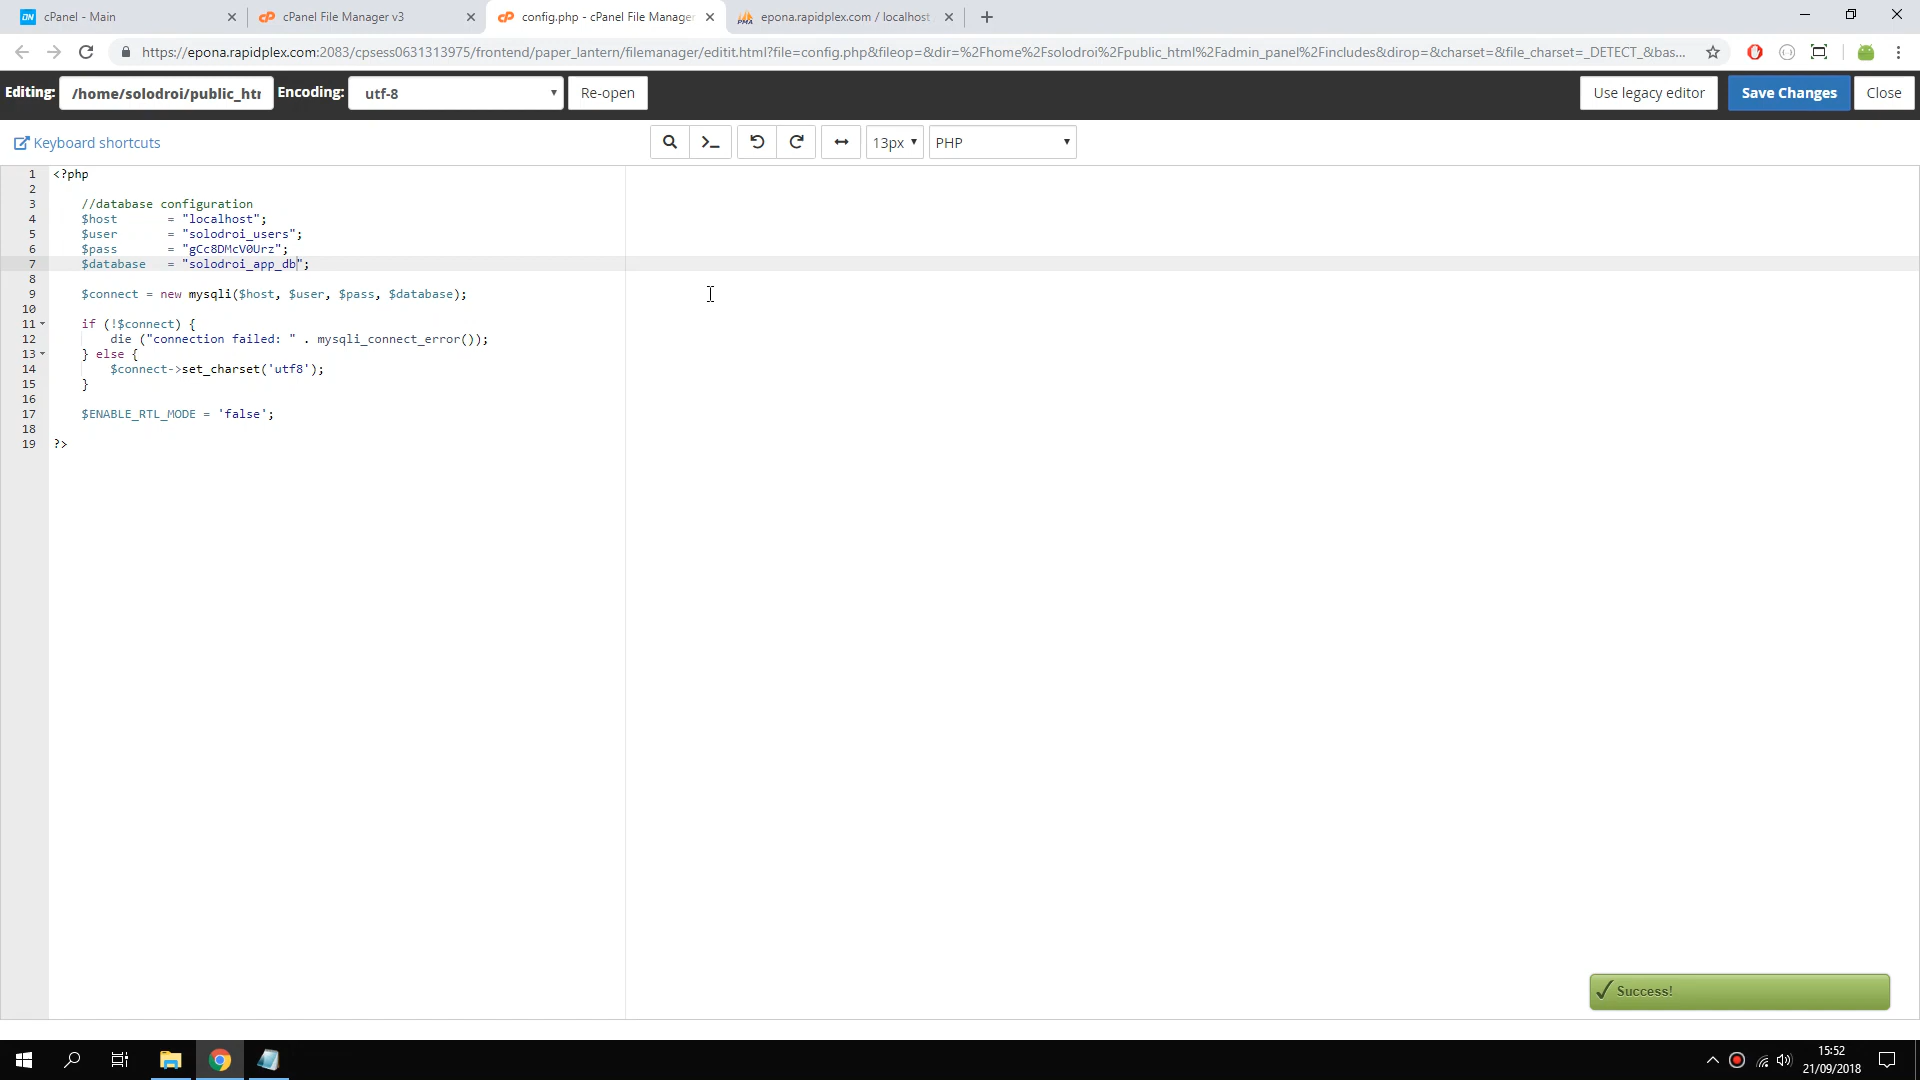 cPanel - Main
cPanel File Manager v3
config.php - cPanel File Manager
epona.rapidplex.com / localhost
https://epona.rapidplex.com:2083/cpsess0631313975/frontend/paper_lantern/filemanager/editit.html?file=config.php&fileop=&dir=%2Fhome%2Fsolodroi%2Fpublic_html%2Fadmin_panel%2Fincludes&dirop=&charset=&file_charset=_DETECT_&bas...
Editing: /home/solodroi/public_htr Encoding: utf-8 Re-open Use legacy editor Save Changes Close
Keyboard shortcuts 13px PHP
1 <?php
2
3 //database configuration
4 $host = "localhost";
5 $user = "solodroi_users";
6 $pass = "gCc8DMcV0Urz";
7 $database = "solodroi_app_db";
8
9 $connect = new mysqli($host, $user, $pass, $database);
10
11 if (!$connect) {
12 die ("connection failed: " . mysqli_connect_error());
13 } else {
14 $connect->set_charset('utf8');
15 }
16
17 $ENABLE_RTL_MODE = 'false';
18
19 ?>
Success!
15:52
21/09/2018